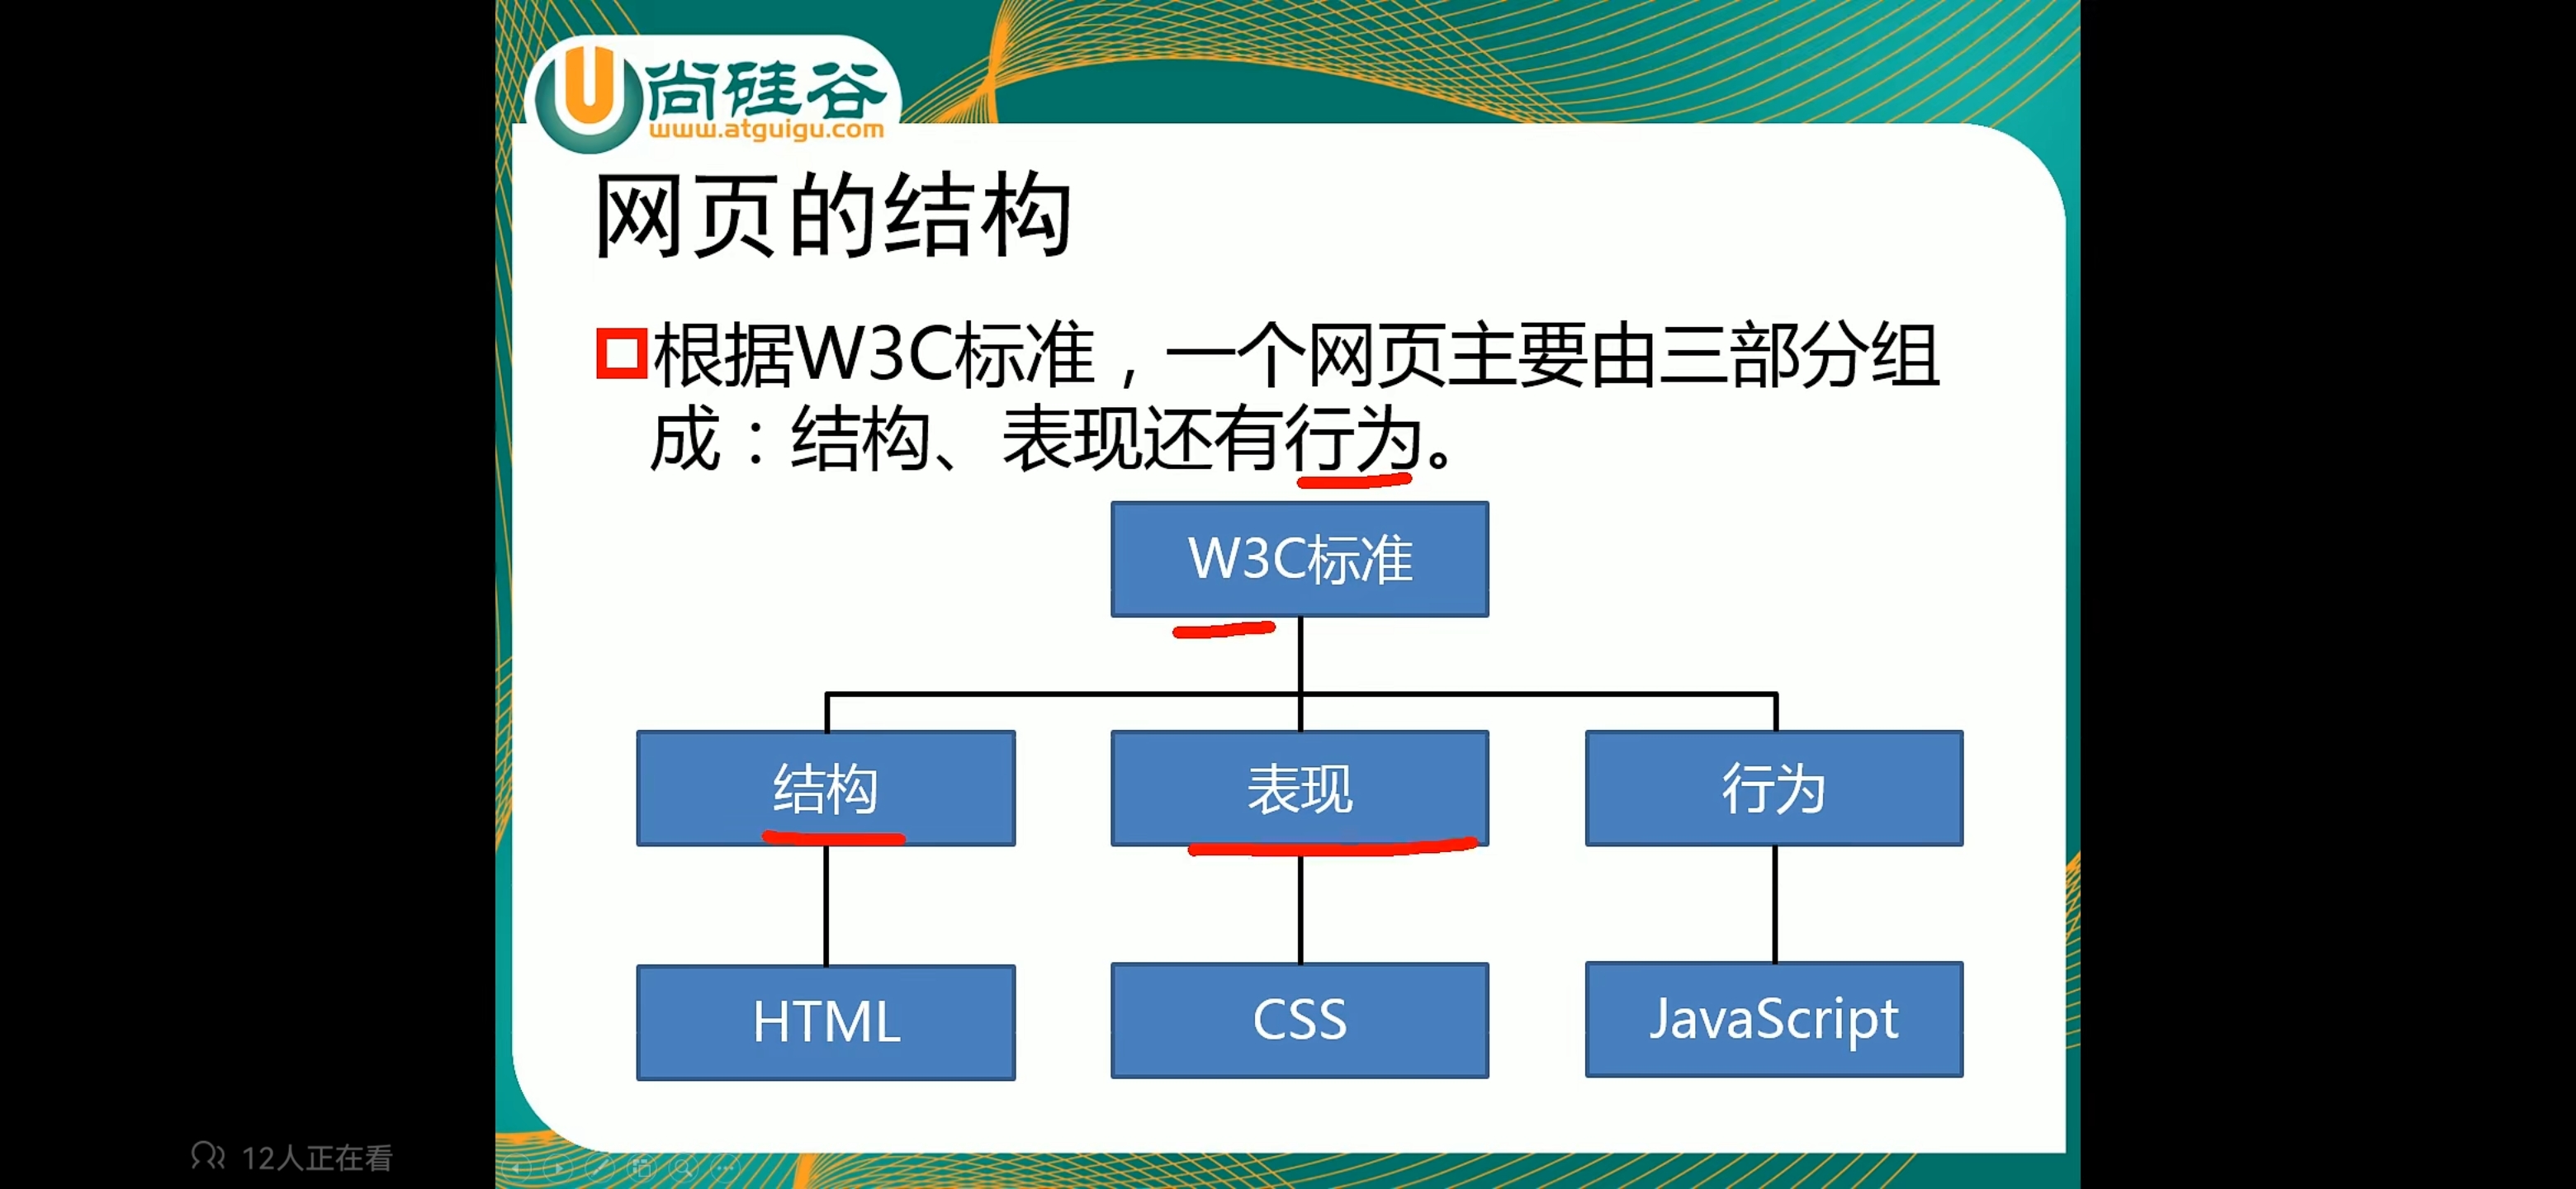 尚硅谷
www.atguigu.com
网页的结构
根据W3C标准，一个网页主要由三部分组
成：结构、表现还有行为。
W3C标准
结构
表现
行为
HTML
CSS
JavaScript
12人正在看